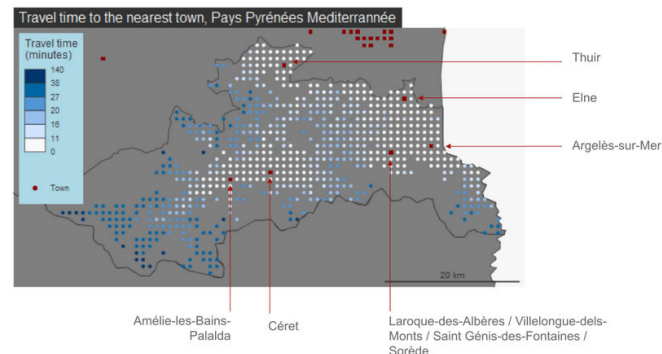 Travel time to the nearest town, Pays Pyrénées Mediterrannée
Travel time
(minutes)
140
38
27
20
16
11
0
Town
Thuir
Elne
Argelès-sur-Mer
20 km
Amélie-les-Bains-
Palalda
Céret
Laroque-des-Albères / Villelongue-dels-
Monts / Saint Génis-des-Fontaines /
Sorède